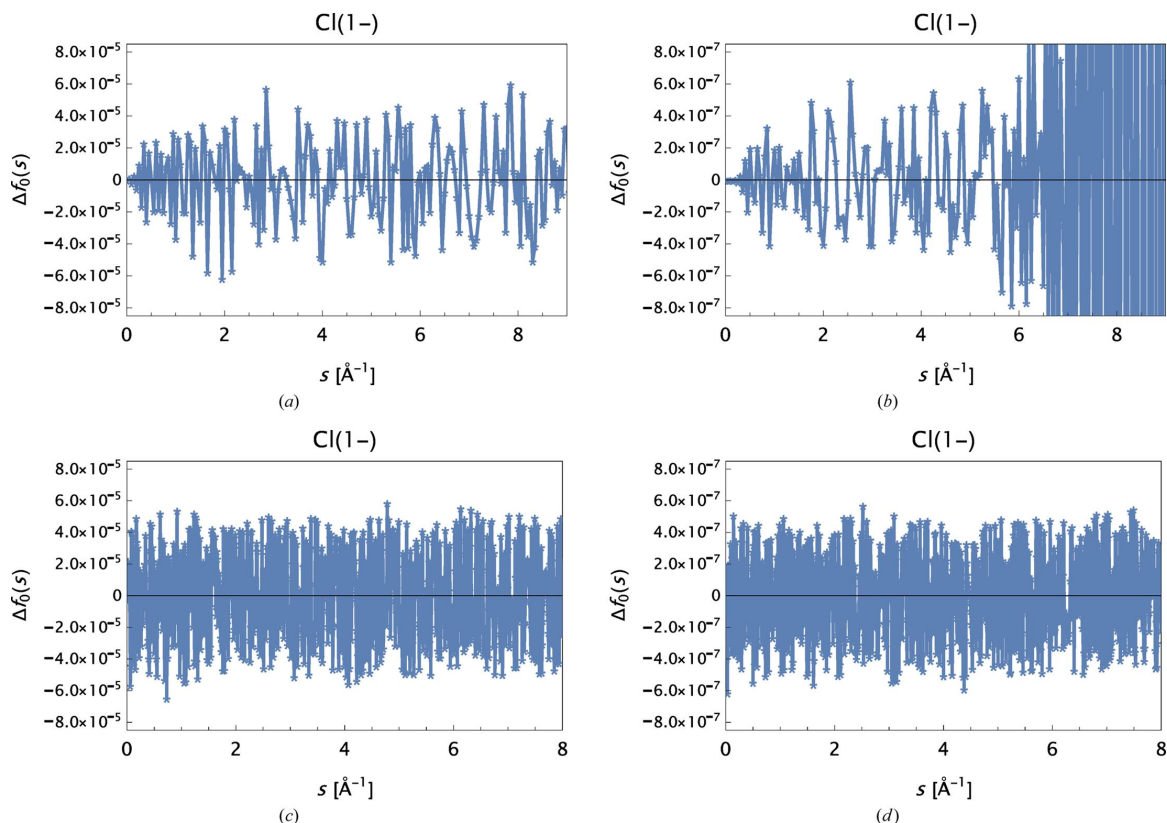 Cl(1−)
Δf₀(s)
8.0×10⁻⁵
6.0×10⁻⁵
4.0×10⁻⁵
2.0×10⁻⁵
0
−2.0×10⁻⁵
−4.0×10⁻⁵
−6.0×10⁻⁵
−8.0×10⁻⁵
0 2 4 6 8
s [Å⁻¹]
(a)
Cl(1−)
Δf₀(s)
8.0×10⁻⁷
6.0×10⁻⁷
4.0×10⁻⁷
2.0×10⁻⁷
0
−2.0×10⁻⁷
−4.0×10⁻⁷
−6.0×10⁻⁷
−8.0×10⁻⁷
0 2 4 6 8
s [Å⁻¹]
(b)
Cl(1−)
Δf₀(s)
8.0×10⁻⁵
6.0×10⁻⁵
4.0×10⁻⁵
2.0×10⁻⁵
0
−2.0×10⁻⁵
−4.0×10⁻⁵
−6.0×10⁻⁵
−8.0×10⁻⁵
0 2 4 6 8
s [Å⁻¹]
(c)
Cl(1−)
Δf₀(s)
8.0×10⁻⁷
6.0×10⁻⁷
4.0×10⁻⁷
2.0×10⁻⁷
0
−2.0×10⁻⁷
−4.0×10⁻⁷
−6.0×10⁻⁷
−8.0×10⁻⁷
0 2 4 6 8
s [Å⁻¹]
(d)